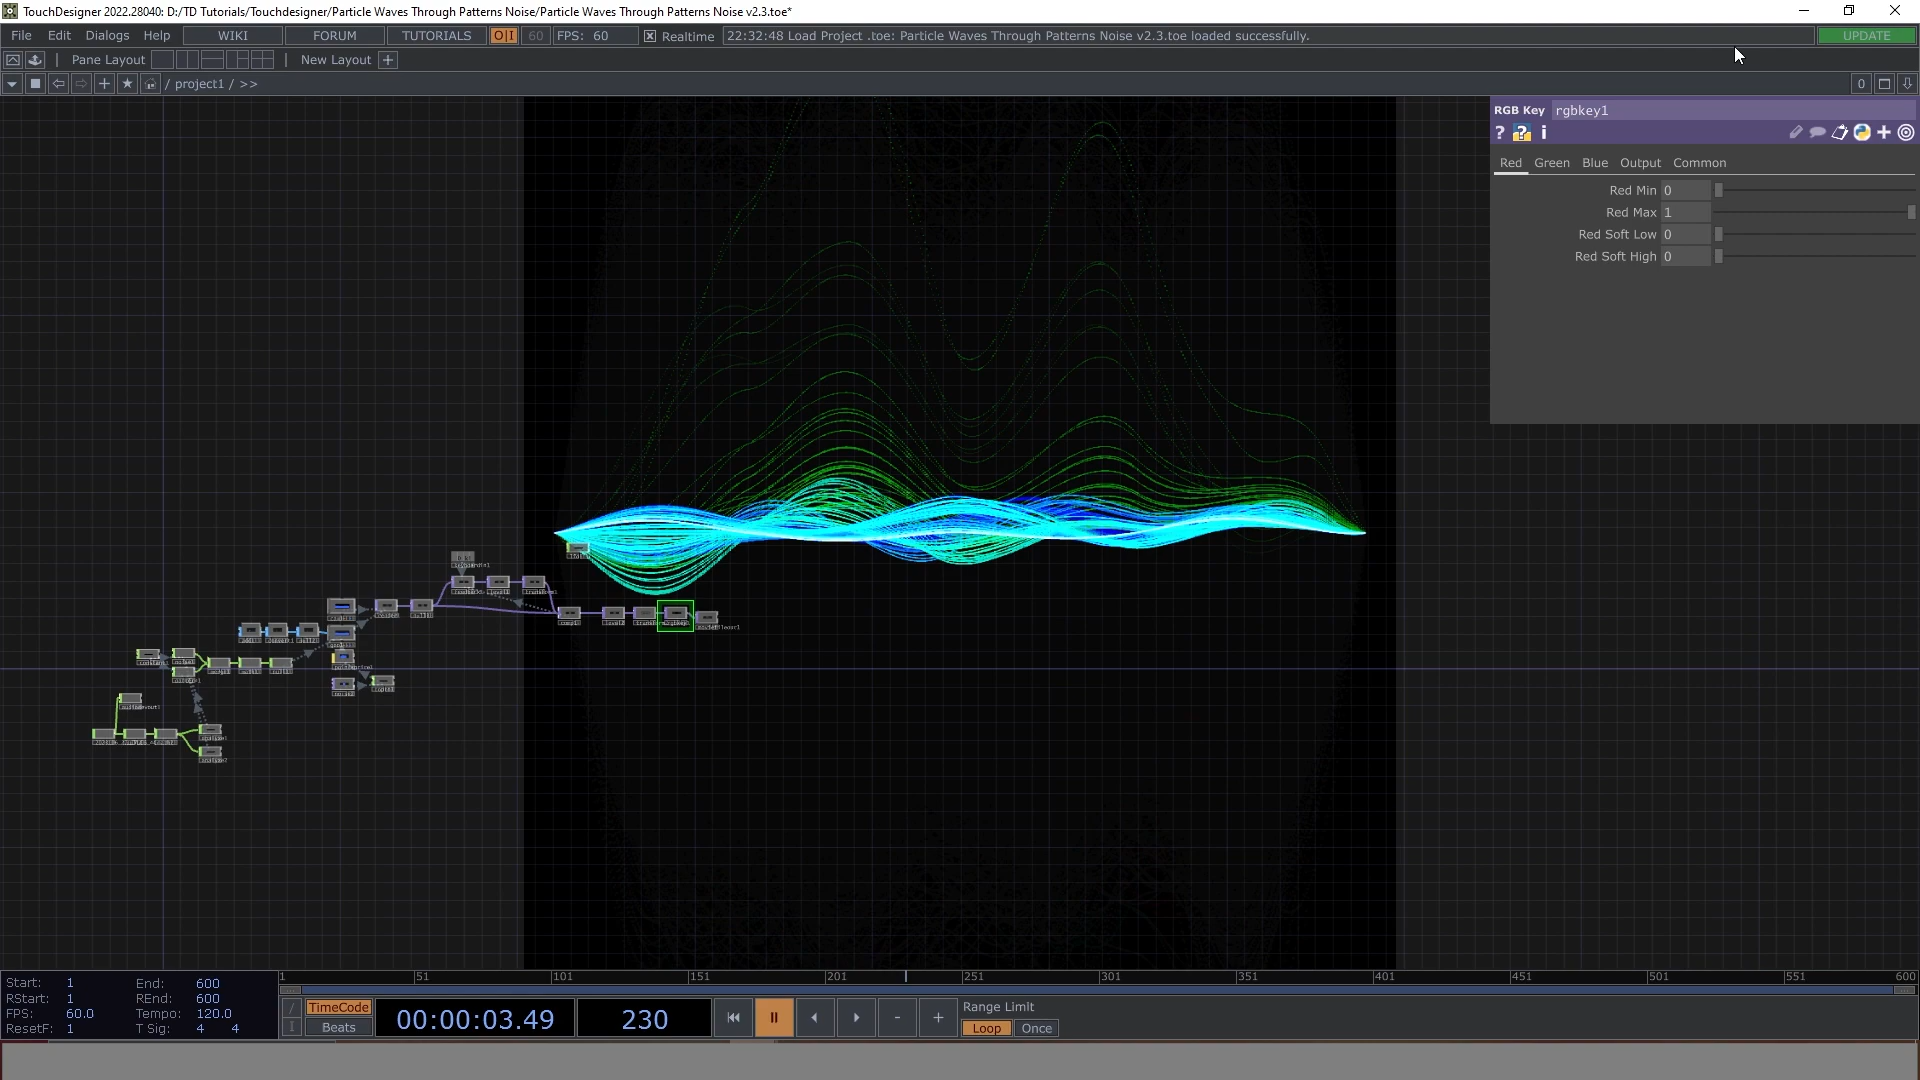 TouchDesigner 2022.28040: D:/TD Tutorials/Touchdesigner/Particle Waves Through Patterns Noise/Particle Waves Through Patterns Noise v2.3.toe*
File Edit Dialogs Help WIKI FORUM TUTORIALS O|I 60 FPS: 60 Realtime 22:32:48 Load Project .toe: Particle Waves Through Patterns Noise v2.3.toe loaded successfully. UPDATE
Pane Layout New Layout +
/ project1 / >> 0
RGB Key rgbkey1
? ? i
Red Green Blue Output Common
Red Min 0
Red Max 1
Red Soft Low 0
Red Soft High 0
1 51 101 151 201 251 301 351 401 451 501 551 600
Start: 1 End: 600
RStart: 1 REnd: 600
FPS: 60.0 Tempo: 120.0
ResetF: 1 T Sig: 4 4
TimeCode
Beats
00:00:03.49
230
- +
Range Limit
Loop Once